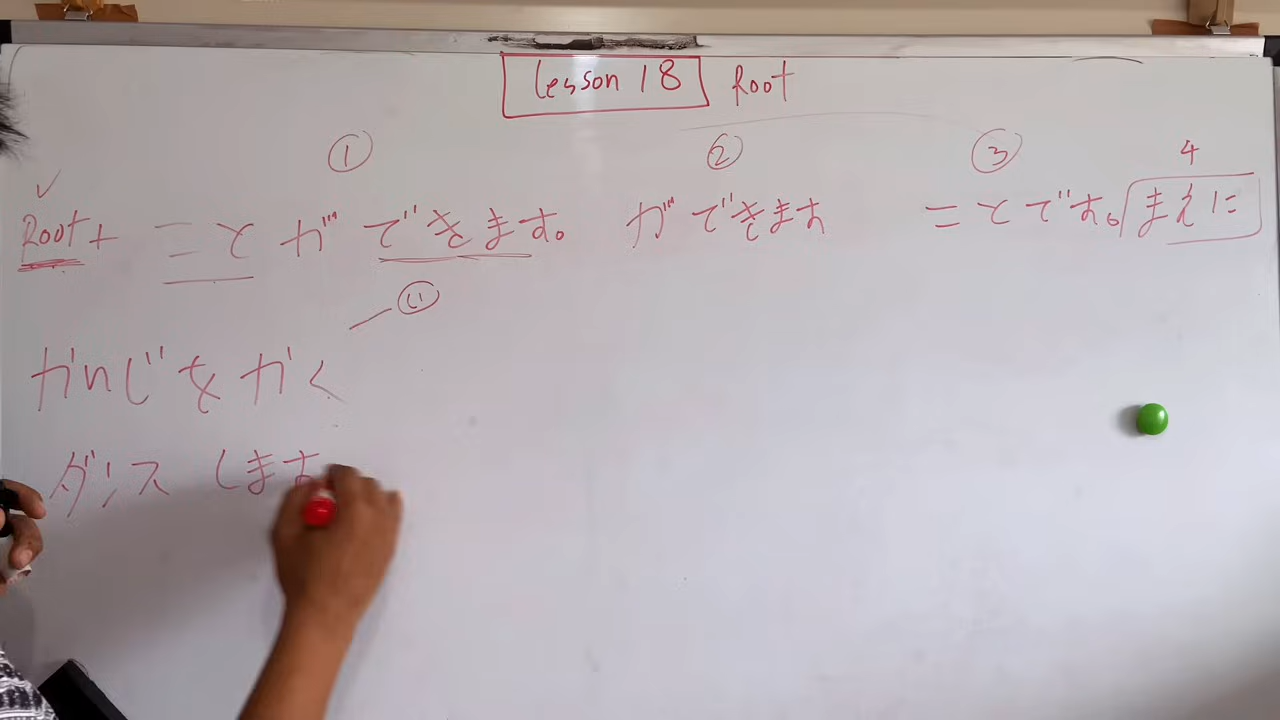 Lesson 18 Root
① ② ③ 4
Root + ことができます。 ができます ことです。 まえに
かんじをかく
ダンスします